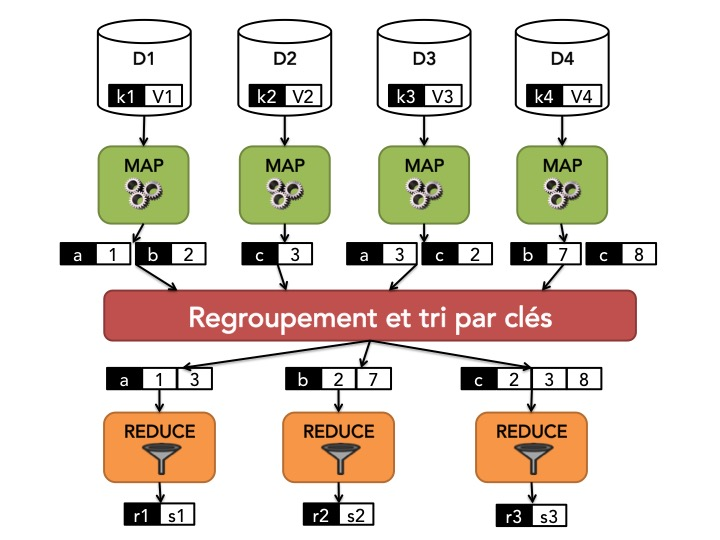 D1 D2 D3 D4
k1 V1 k2 V2 k3 V3 k4 V4
MAP MAP MAP MAP
a 1 b 2 c 3 a 3 c 2 b 7 c 8
Regroupement et tri par clés
a 1 3 b 2 7 c 2 3 8
REDUCE REDUCE REDUCE
r1 s1 r2 s2 r3 s3